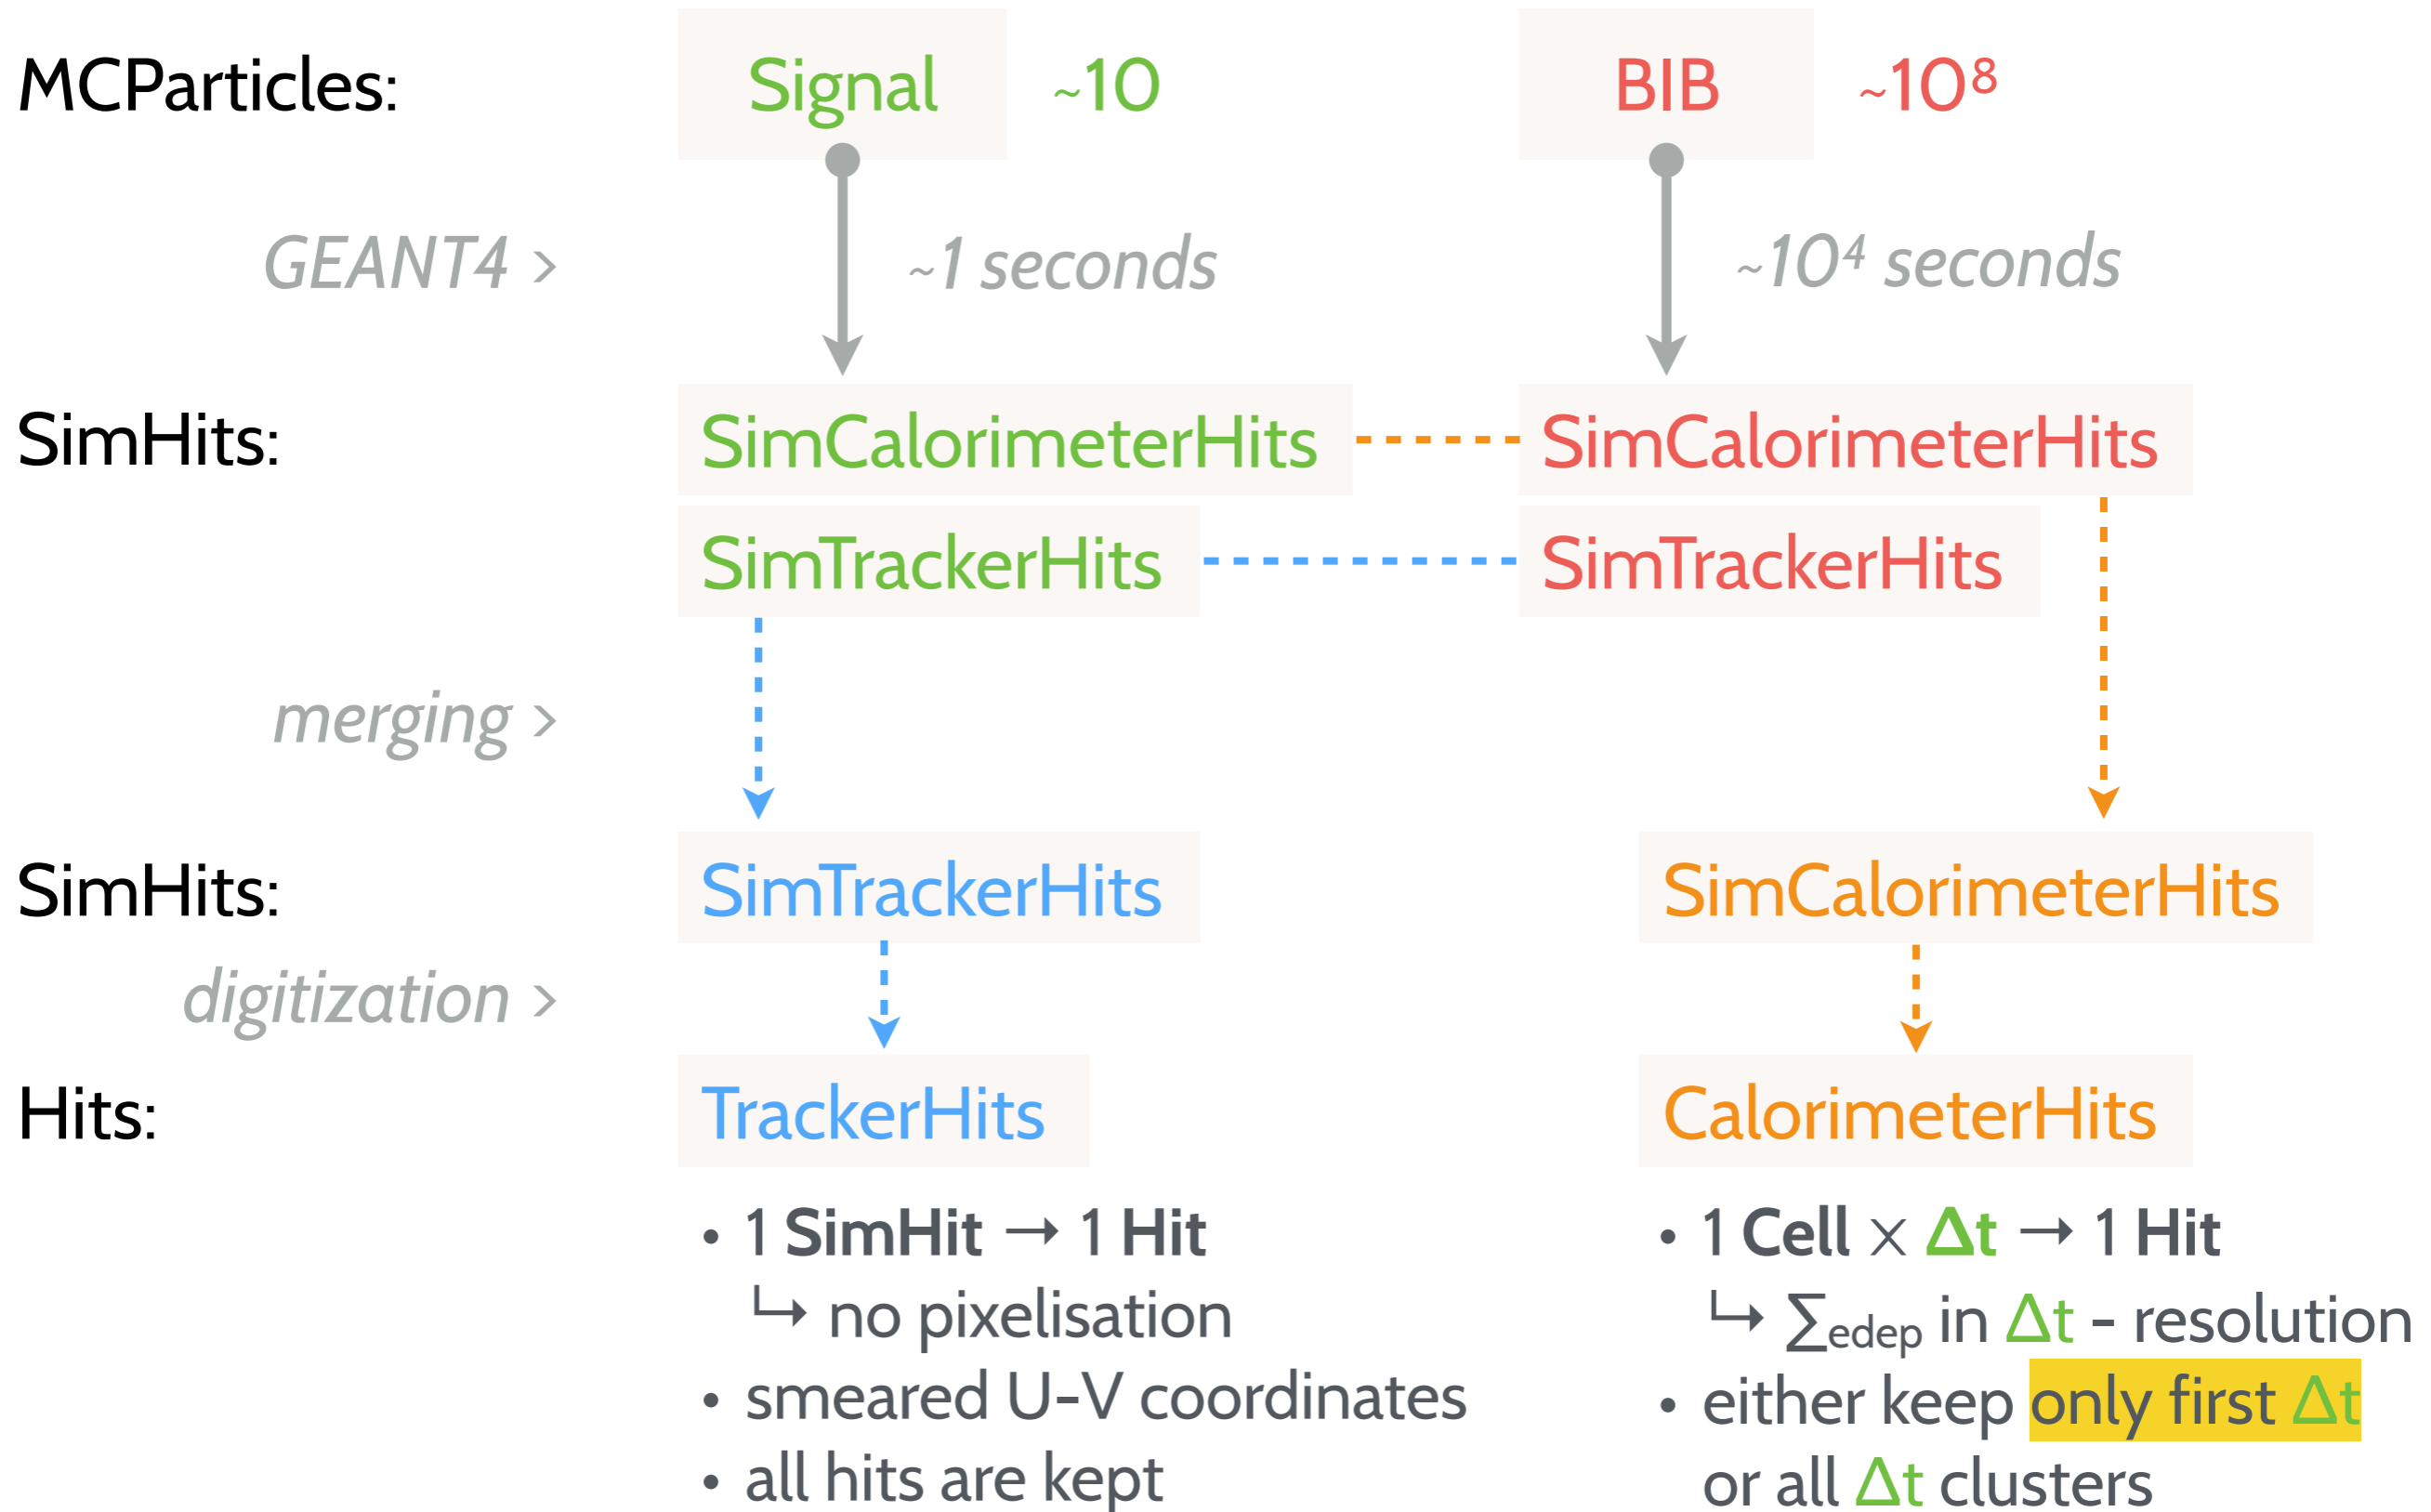 MCParticles: Signal ~10 BIB ~10⁸
GEANT4 > ~1 seconds ~10⁴ seconds
SimHits: SimCalorimeterHits SimCalorimeterHits
SimTrackerHits SimTrackerHits
merging >
SimHits: SimTrackerHits SimCalorimeterHits
digitization >
Hits: TrackerHits CalorimeterHits
• 1 SimHit → 1 Hit
↳ no pixelisation
• smeared U-V coordinates
• all hits are kept
• 1 Cell × Δt → 1 Hit
↳ ∑edep in Δt - resolution
• either keep only first Δt
or all Δt clusters